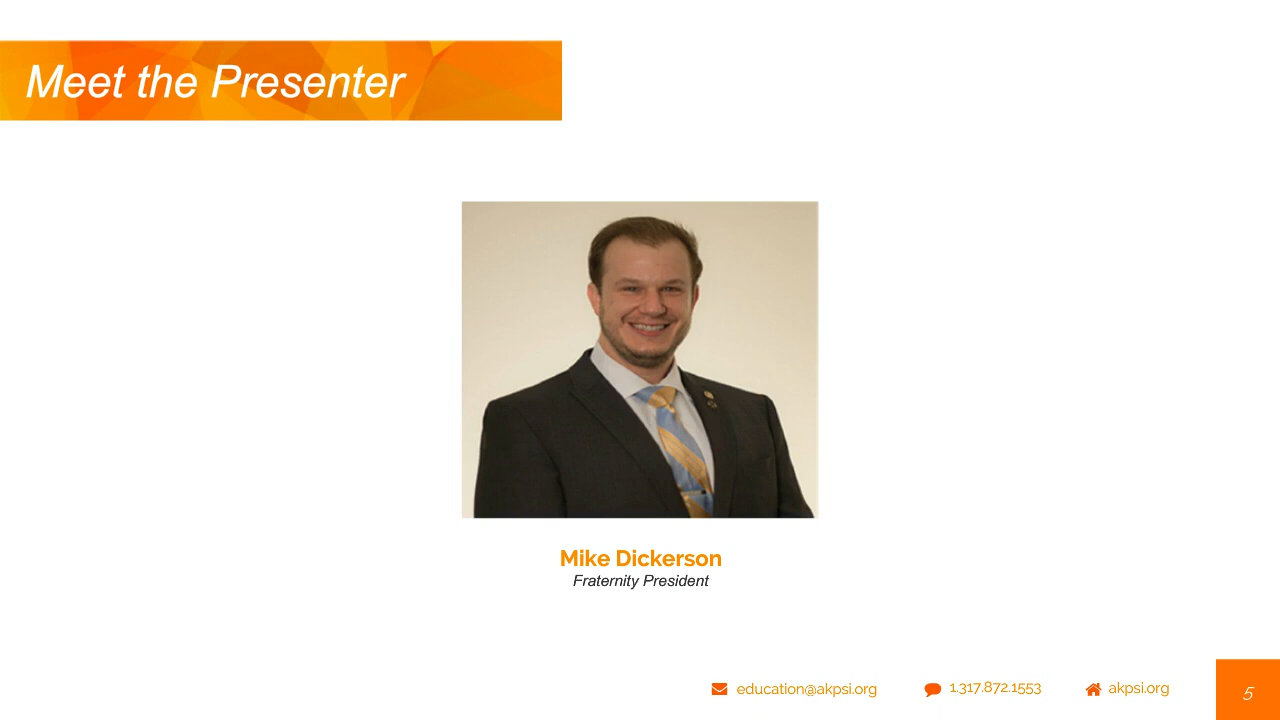 Meet the Presenter
Mike Dickerson
Fraternity President
education@akpsi.org
1.317.872.1553
akpsi.org
5